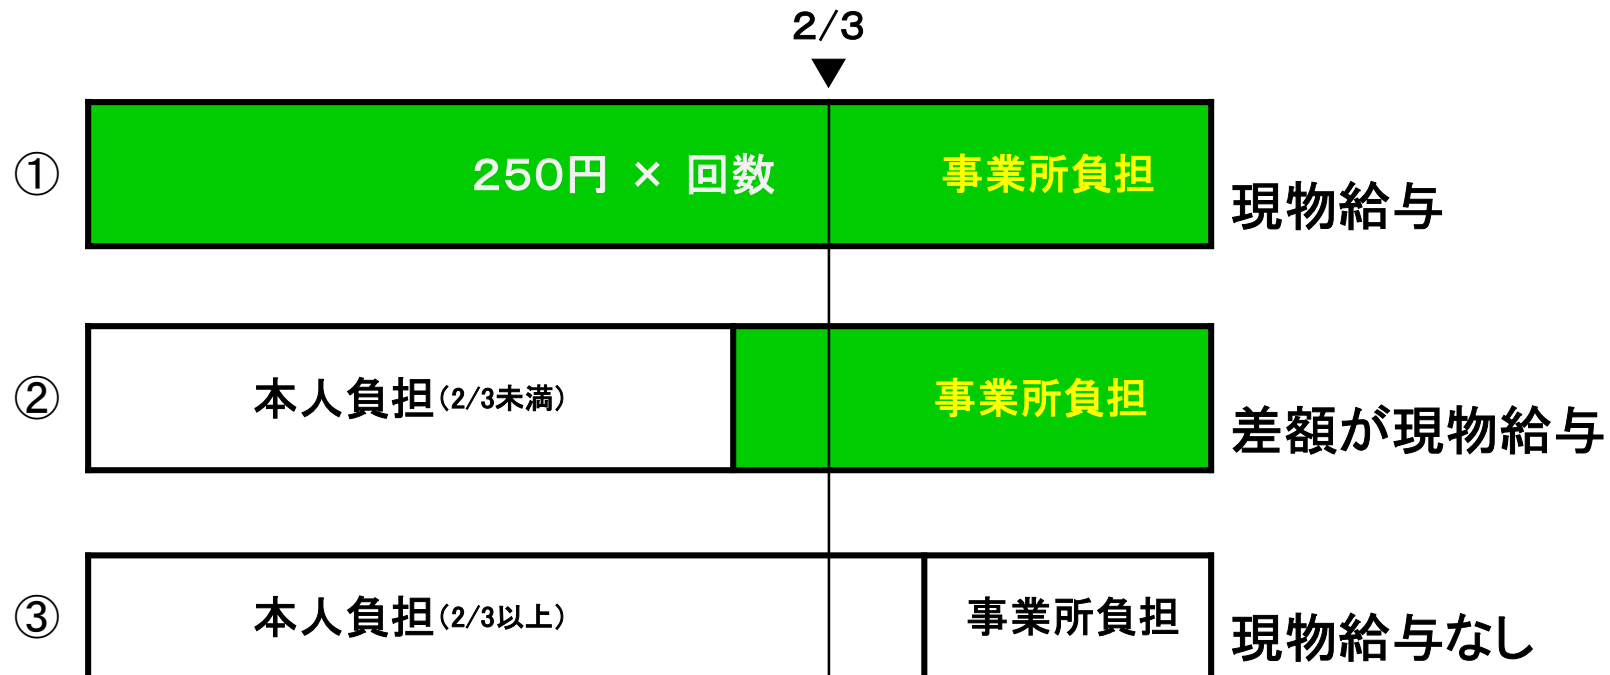 2/3
▼
① 250円 × 回数 事業所負担 現物給与
② 本人負担(2/3未満) 事業所負担 差額が現物給与
③ 本人負担(2/3以上) 事業所負担 現物給与なし